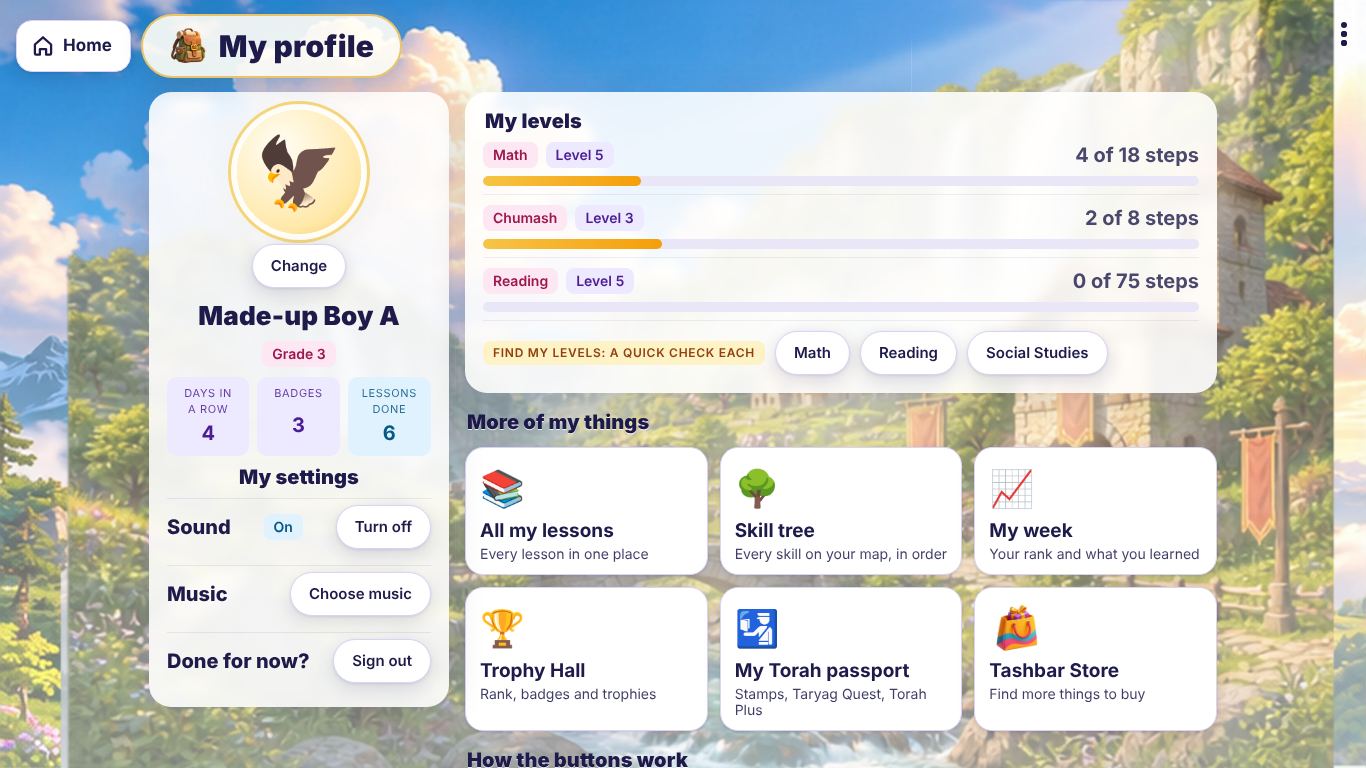 Home
My profile
Change
Made-up Boy A
Grade 3
DAYS IN
A ROW
4
BADGES
3
LESSONS
DONE
6
My settings
Sound
On
Turn off
Music
Choose music
Done for now?
Sign out
My levels
Math
Level 5
4 of 18 steps
Chumash
Level 3
2 of 8 steps
Reading
Level 5
0 of 75 steps
FIND MY LEVELS: A QUICK CHECK EACH
Math
Reading
Social Studies
More of my things
All my lessons
Every lesson in one place
Skill tree
Every skill on your map, in order
My week
Your rank and what you learned
Trophy Hall
Rank, badges and trophies
My Torah passport
Stamps, Taryag Quest, Torah
Plus
Tashbar Store
Find more things to buy
How the buttons work